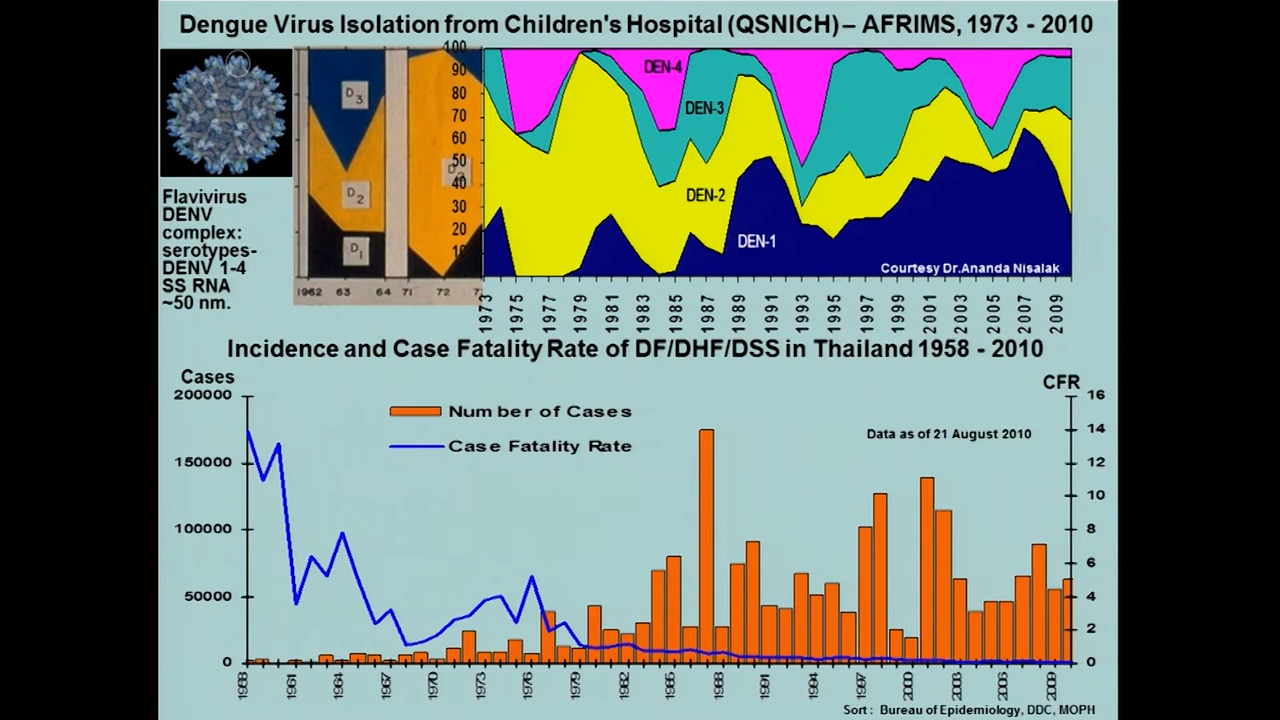 Dengue Virus Isolation from Children's Hospital (QSNICH) – AFRIMS, 1973 - 2010
Flavivirus
DENV
complex:
serotypes-
DENV 1-4
SS RNA
~50 nm.
D3
D2
D1
D2
1962 63 64 71 72
100
90
80
70
60
50
40
30
20
10
DEN-4
DEN-3
DEN-2
DEN-1
Courtesy Dr.Ananda Nisalak
1973 1975 1977 1979 1981 1983 1985 1987 1989 1991 1993 1995 1997 1999 2001 2003 2005 2007 2009
Incidence and Case Fatality Rate of DF/DHF/DSS in Thailand 1958 - 2010
Cases
CFR
200000
150000
100000
50000
0
Number of Cases
Case Fatality Rate
Data as of 21 August 2010
16
14
12
10
8
6
4
2
0
1961 1964 1967 1970 1973 1976 1979 1982 1985 1988 1991 1994 1997 2000 2003 2006 2009
Sort : Bureau of Epidemiology, DDC, MOPH